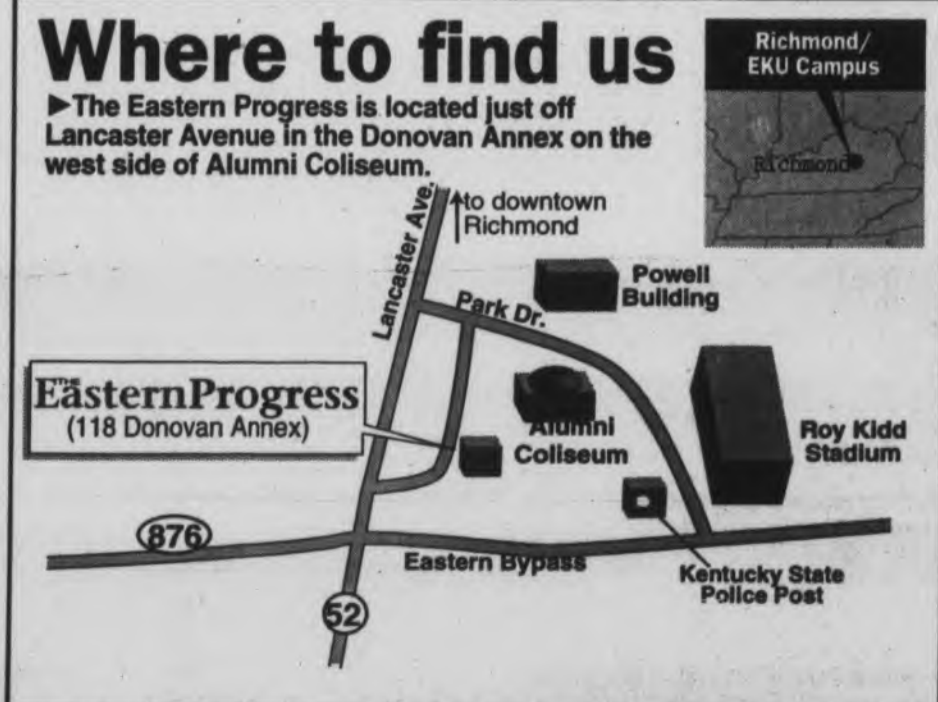 Where to find us
►The Eastern Progress is located just off
Lancaster Avenue in the Donovan Annex on the
west side of Alumni Coliseum.
Richmond/
EKU Campus
Richmond
to downtown
Richmond
Lancaster Ave.
Park Dr.
Powell
Building
THE
EasternProgress
(118 Donovan Annex)
Alumni
Coliseum
Roy Kidd
Stadium
876
Eastern Bypass
Kentucky State
Police Post
52